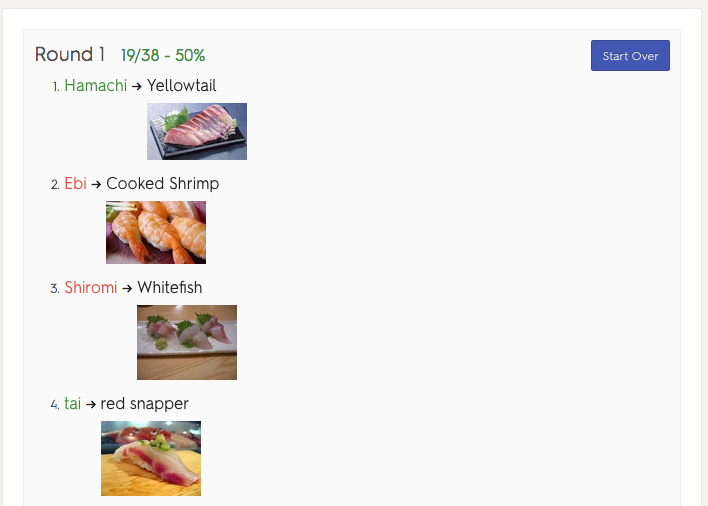 Round 1 19/38 - 50% Start Over
1. Hamachi → Yellowtail
2. Ebi → Cooked Shrimp
3. Shiromi → Whitefish
4. tai → red snapper